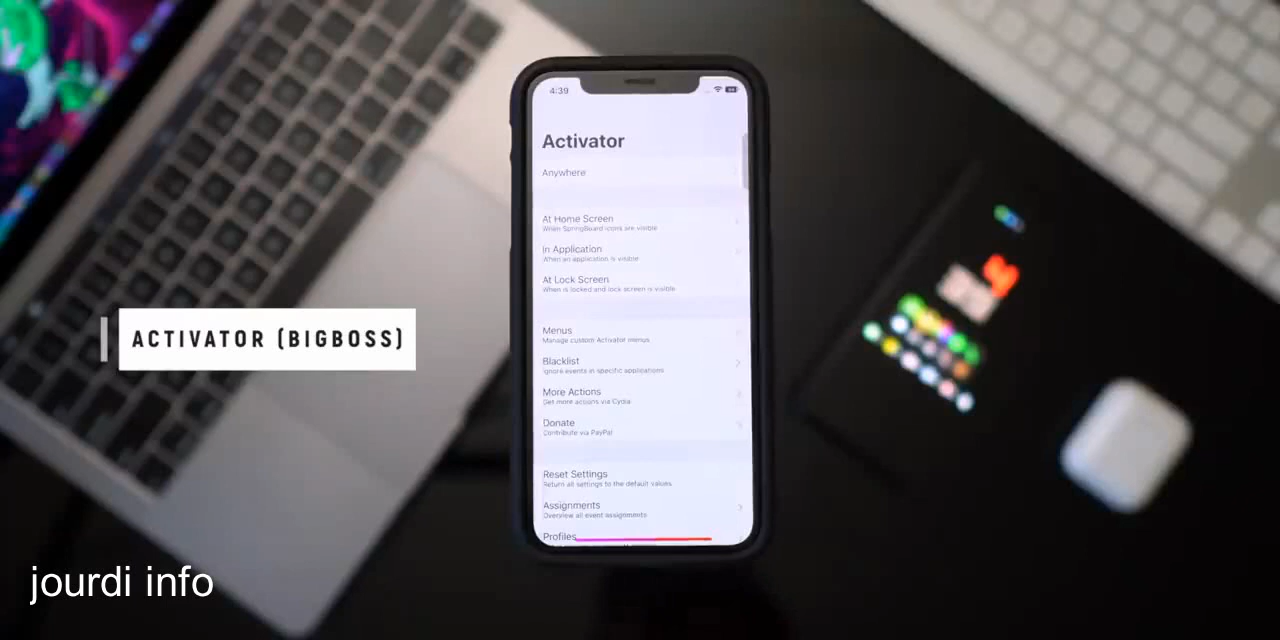 4:39
Activator
Anywhere
At Home Screen
When SpringBoard icons are visible
In Application
When an application is visible
At Lock Screen
When is locked and lock screen is visible
Menus
Manage custom Activator menus
Blacklist
Ignore events in specific applications
More Actions
Get more actions via Cydia
Donate
Contribute via PayPal
Reset Settings
Return all settings to the default values
Assignments
Overview all event assignments
Profiles
ACTIVATOR (BIGBOSS)
jourdi info